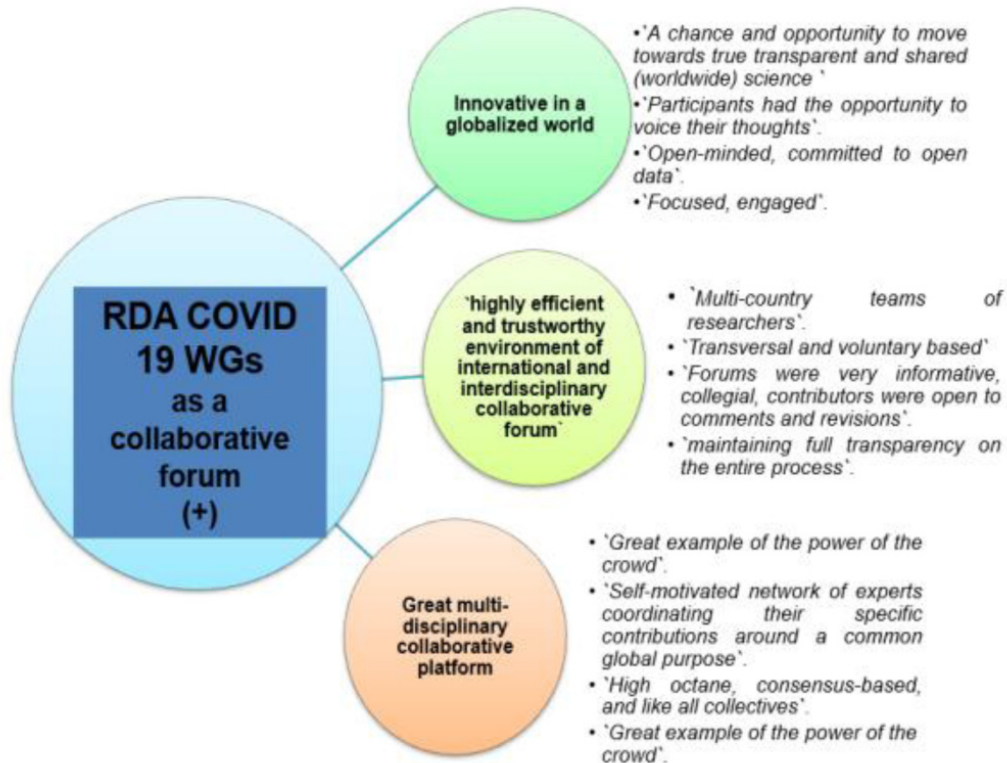 RDA COVID
19 WGs
as a
collaborative
forum
(+)
Innovative in a
globalized world
•`A chance and opportunity to move
towards true transparent and shared
(worldwide) science `
•`Participants had the opportunity to
voice their thoughts`.
•`Open-minded, committed to open
data`.
•`Focused, engaged`.
`highly efficient
and trustworthy
environment of
international and
interdisciplinary
collaborative
forum`
• `Multi-country teams of
researchers`.
• `Transversal and voluntary based`
• `Forums were very informative,
collegial, contributors were open to
comments and revisions`.
• `maintaining full transparency on
the entire process`.
Great multi-
disciplinary
collaborative
platform
• `Great example of the power of the
crowd`.
• `Self-motivated network of experts
coordinating their specific
contributions around a common
global purpose`.
• `High octane, consensus-based,
and like all collectives`.
• `Great example of the power of the
crowd`.